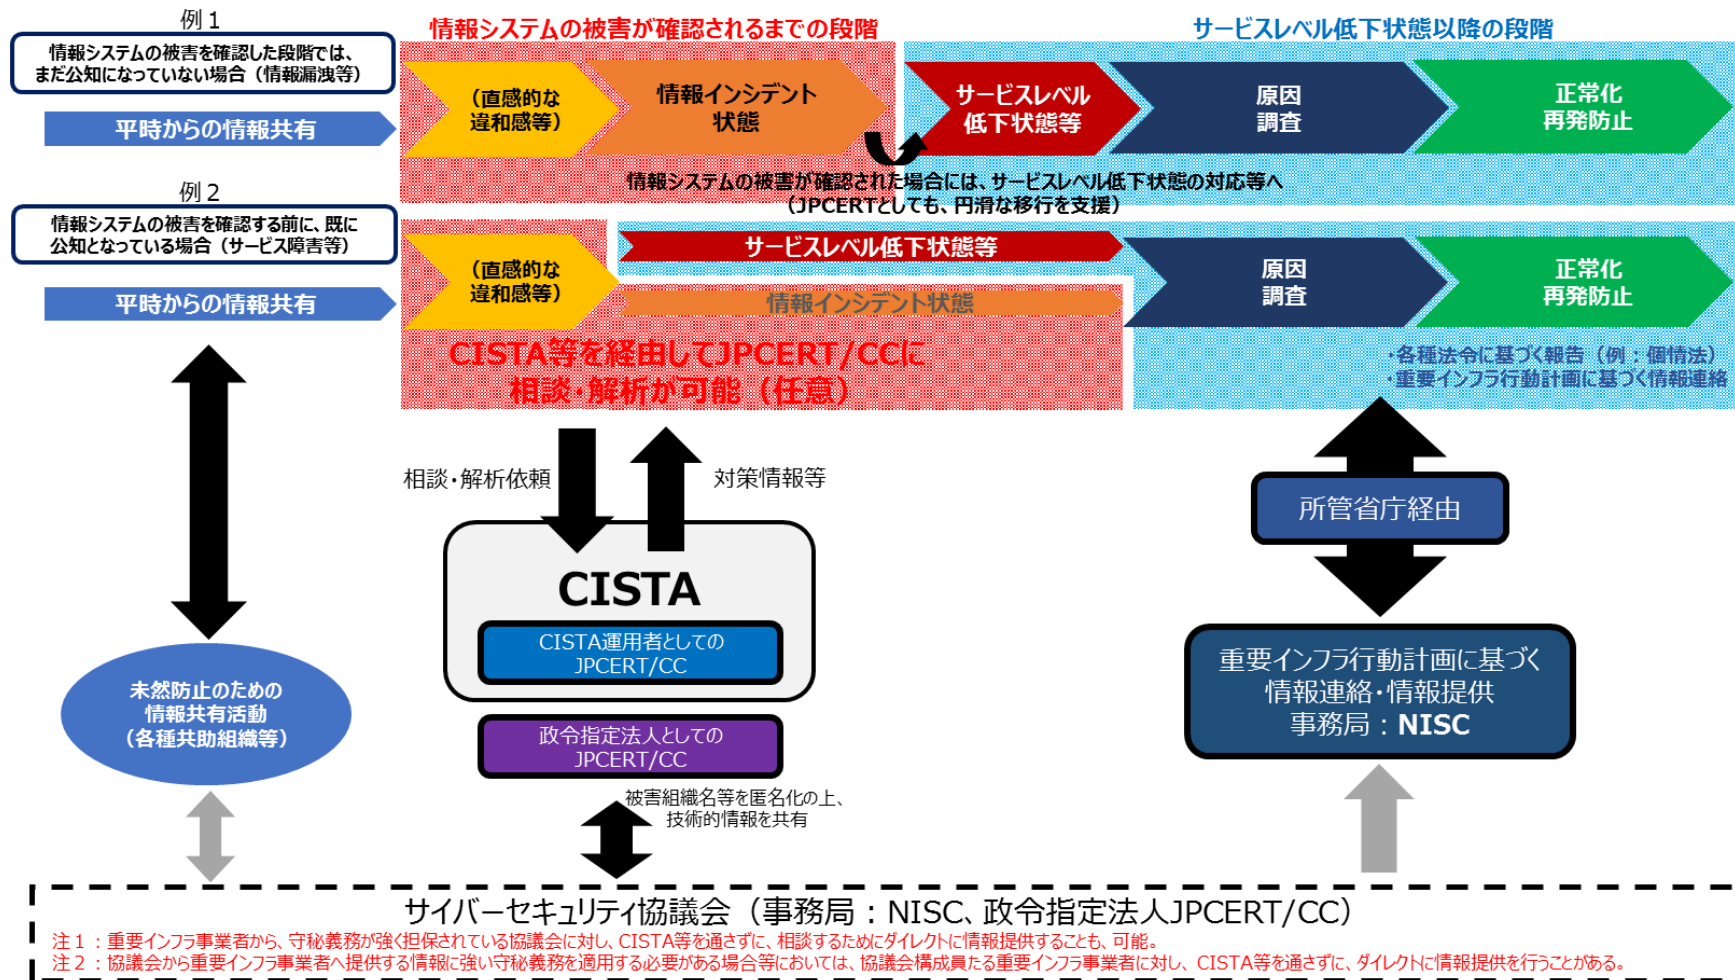 例１
情報システムの被害を確認した段階では、
まだ公知になっていない場合（情報漏洩等）
平時からの情報共有
情報システムの被害が確認されるまでの段階
サービスレベル低下状態以降の段階
（直感的な
違和感等）
情報インシデント
状態
サービスレベル
低下状態等
原因
調査
正常化
再発防止
情報システムの被害が確認された場合には、サービスレベル低下状態の対応等へ
（JPCERTとしても、円滑な移行を支援）
例２
情報システムの被害を確認する前に、既に
公知となっている場合（サービス障害等）
平時からの情報共有
（直感的な
違和感等）
サービスレベル低下状態等
情報インシデント状態
原因
調査
正常化
再発防止
CISTA等を経由してJPCERT/CCに
相談・解析が可能（任意）
・各種法令に基づく報告（例：個情法）
・重要インフラ行動計画に基づく情報連絡
相談・解析依頼
対策情報等
所管省庁経由
CISTA
CISTA運用者としての
JPCERT/CC
政令指定法人としての
JPCERT/CC
未然防止のための
情報共有活動
（各種共助組織等）
重要インフラ行動計画に基づく
情報連絡・情報提供
事務局：NISC
被害組織名等を匿名化の上、
技術的情報を共有
サイバーセキュリティ協議会（事務局：NISC、政令指定法人JPCERT/CC）
注１：重要インフラ事業者から、守秘義務が強く担保されている協議会に対し、CISTA等を通さずに、相談するためにダイレクトに情報提供することも、可能。
注２：協議会から重要インフラ事業者へ提供する情報に強い守秘義務を適用する必要がある場合等においては、協議会構成員たる重要インフラ事業者に対し、CISTA等を通さずに、ダイレクトに情報提供を行うことがある。